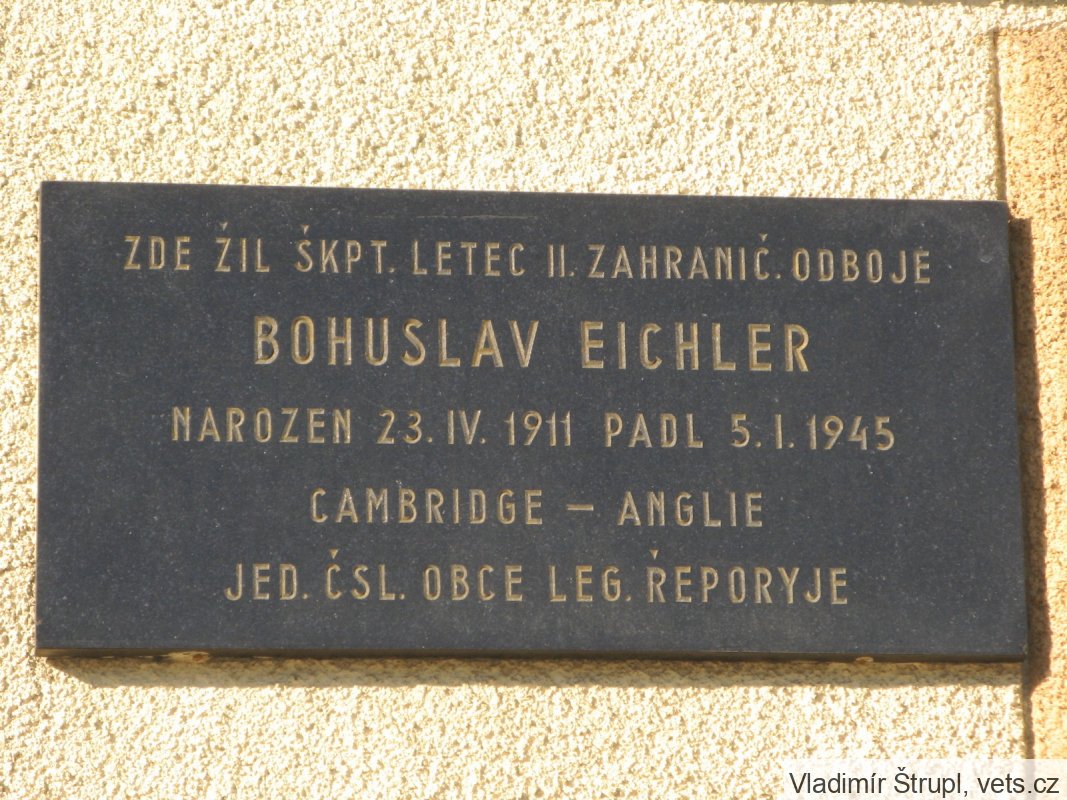 ZDE ŽIL ŠKPT. LETEC II. ZAHRANIČ. ODBOJE
BOHUSLAV EICHLER
NAROZEN 23. IV. 1911 PADL 5. I. 1945
CAMBRIDGE – ANGLIE
JED. ČSL. OBCE LEG. ŘEPORYJE
Vladimír Štrupl, vets.cz